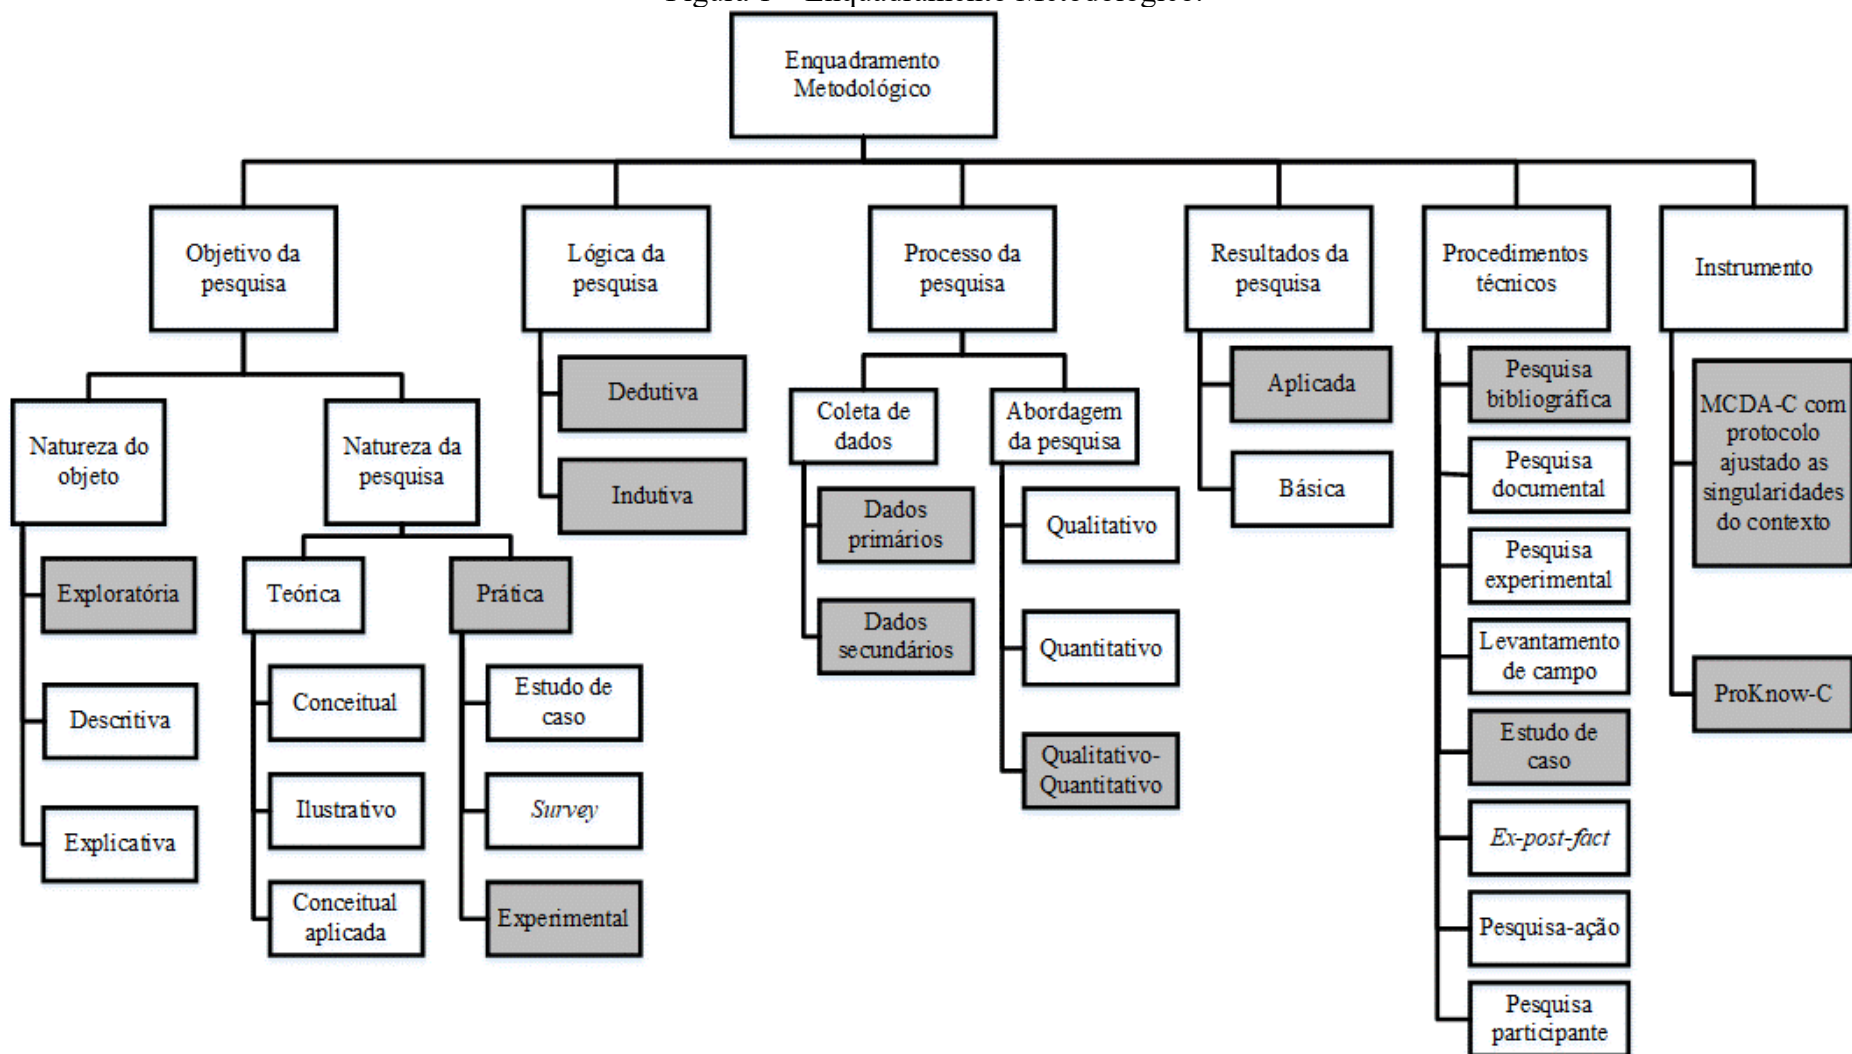 Figura 1 – Enquadramento Metodológico.
Enquadramento
Metodológico
Objetivo da
pesquisa
Lógica da
pesquisa
Processo da
pesquisa
Resultados da
pesquisa
Procedimentos
técnicos
Instrumento
Natureza do
objeto
Natureza da
pesquisa
Exploratória
Descritiva
Explicativa
Teórica
Conceitual
Ilustrativo
Conceitual
aplicada
Prática
Estudo de
caso
Survey
Experimental
Dedutiva
Indutiva
Coleta de
dados
Dados
primários
Dados
secundários
Abordagem
da pesquisa
Qualitativo
Quantitativo
Qualitativo-
Quantitativo
Aplicada
Básica
Pesquisa
bibliográfica
Pesquisa
documental
Pesquisa
experimental
Levantamento
de campo
Estudo de
caso
Ex-post-fact
Pesquisa-ação
Pesquisa
participante
MCDA-C com
protocolo
ajustado as
singularidades
do contexto
ProKnow-C